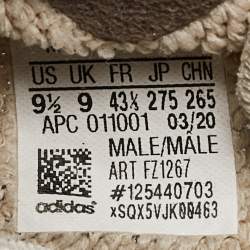 US UK FR JP CHN
9½ 9 43⅓ 275 265
APC 011001 03/20
MALE/MÂLE
ART FZ1267
#125440703
adidas
xSQX5VJK00463